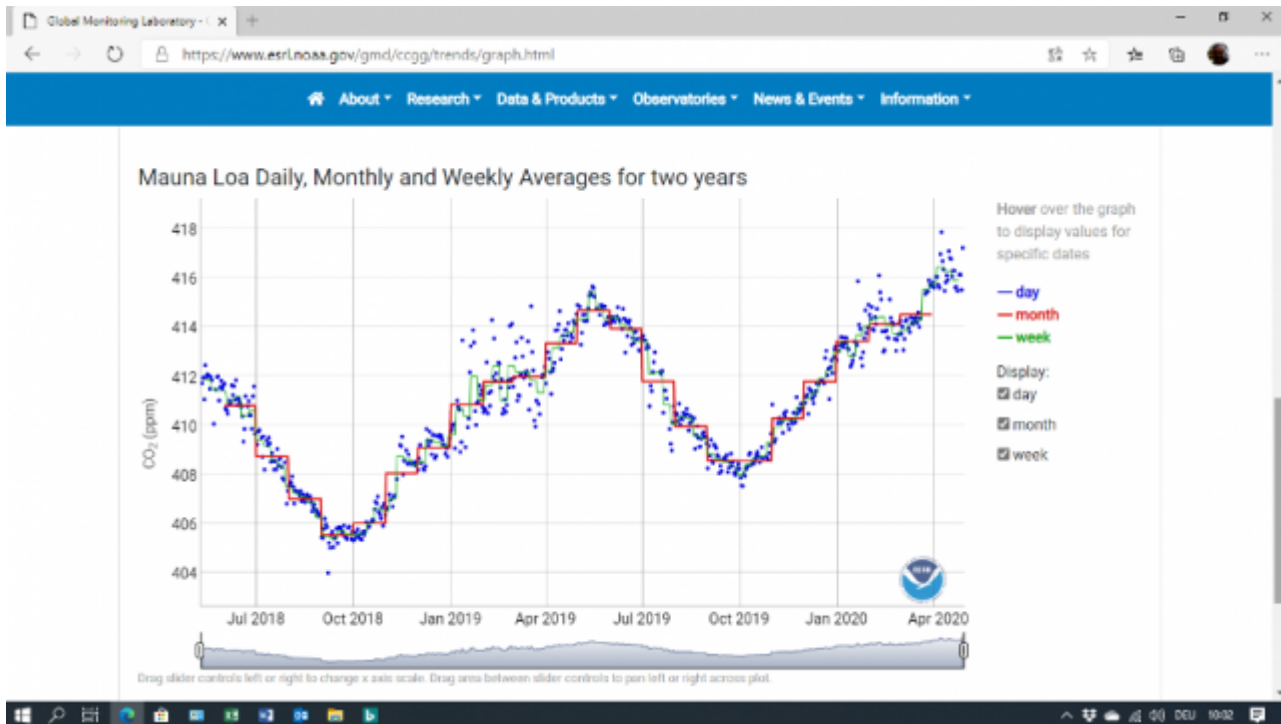 Global Monitoring Laboratory -
https://www.esrl.noaa.gov/gmd/ccgg/trends/graph.html
About Research Data & Products Observatories News & Events Information
Mauna Loa Daily, Monthly and Weekly Averages for two years
Hover over the graph
to display values for
specific dates
day
month
week
Display:
day
month
week
CO₂ (ppm)
418
416
414
412
410
408
406
404
Jul 2018 Oct 2018 Jan 2019 Apr 2019 Jul 2019 Oct 2019 Jan 2020 Apr 2020
Drag slider controls left or right to change x axis scale. Drag area between slider controls to pan left or right across plot.
DEU 10:02